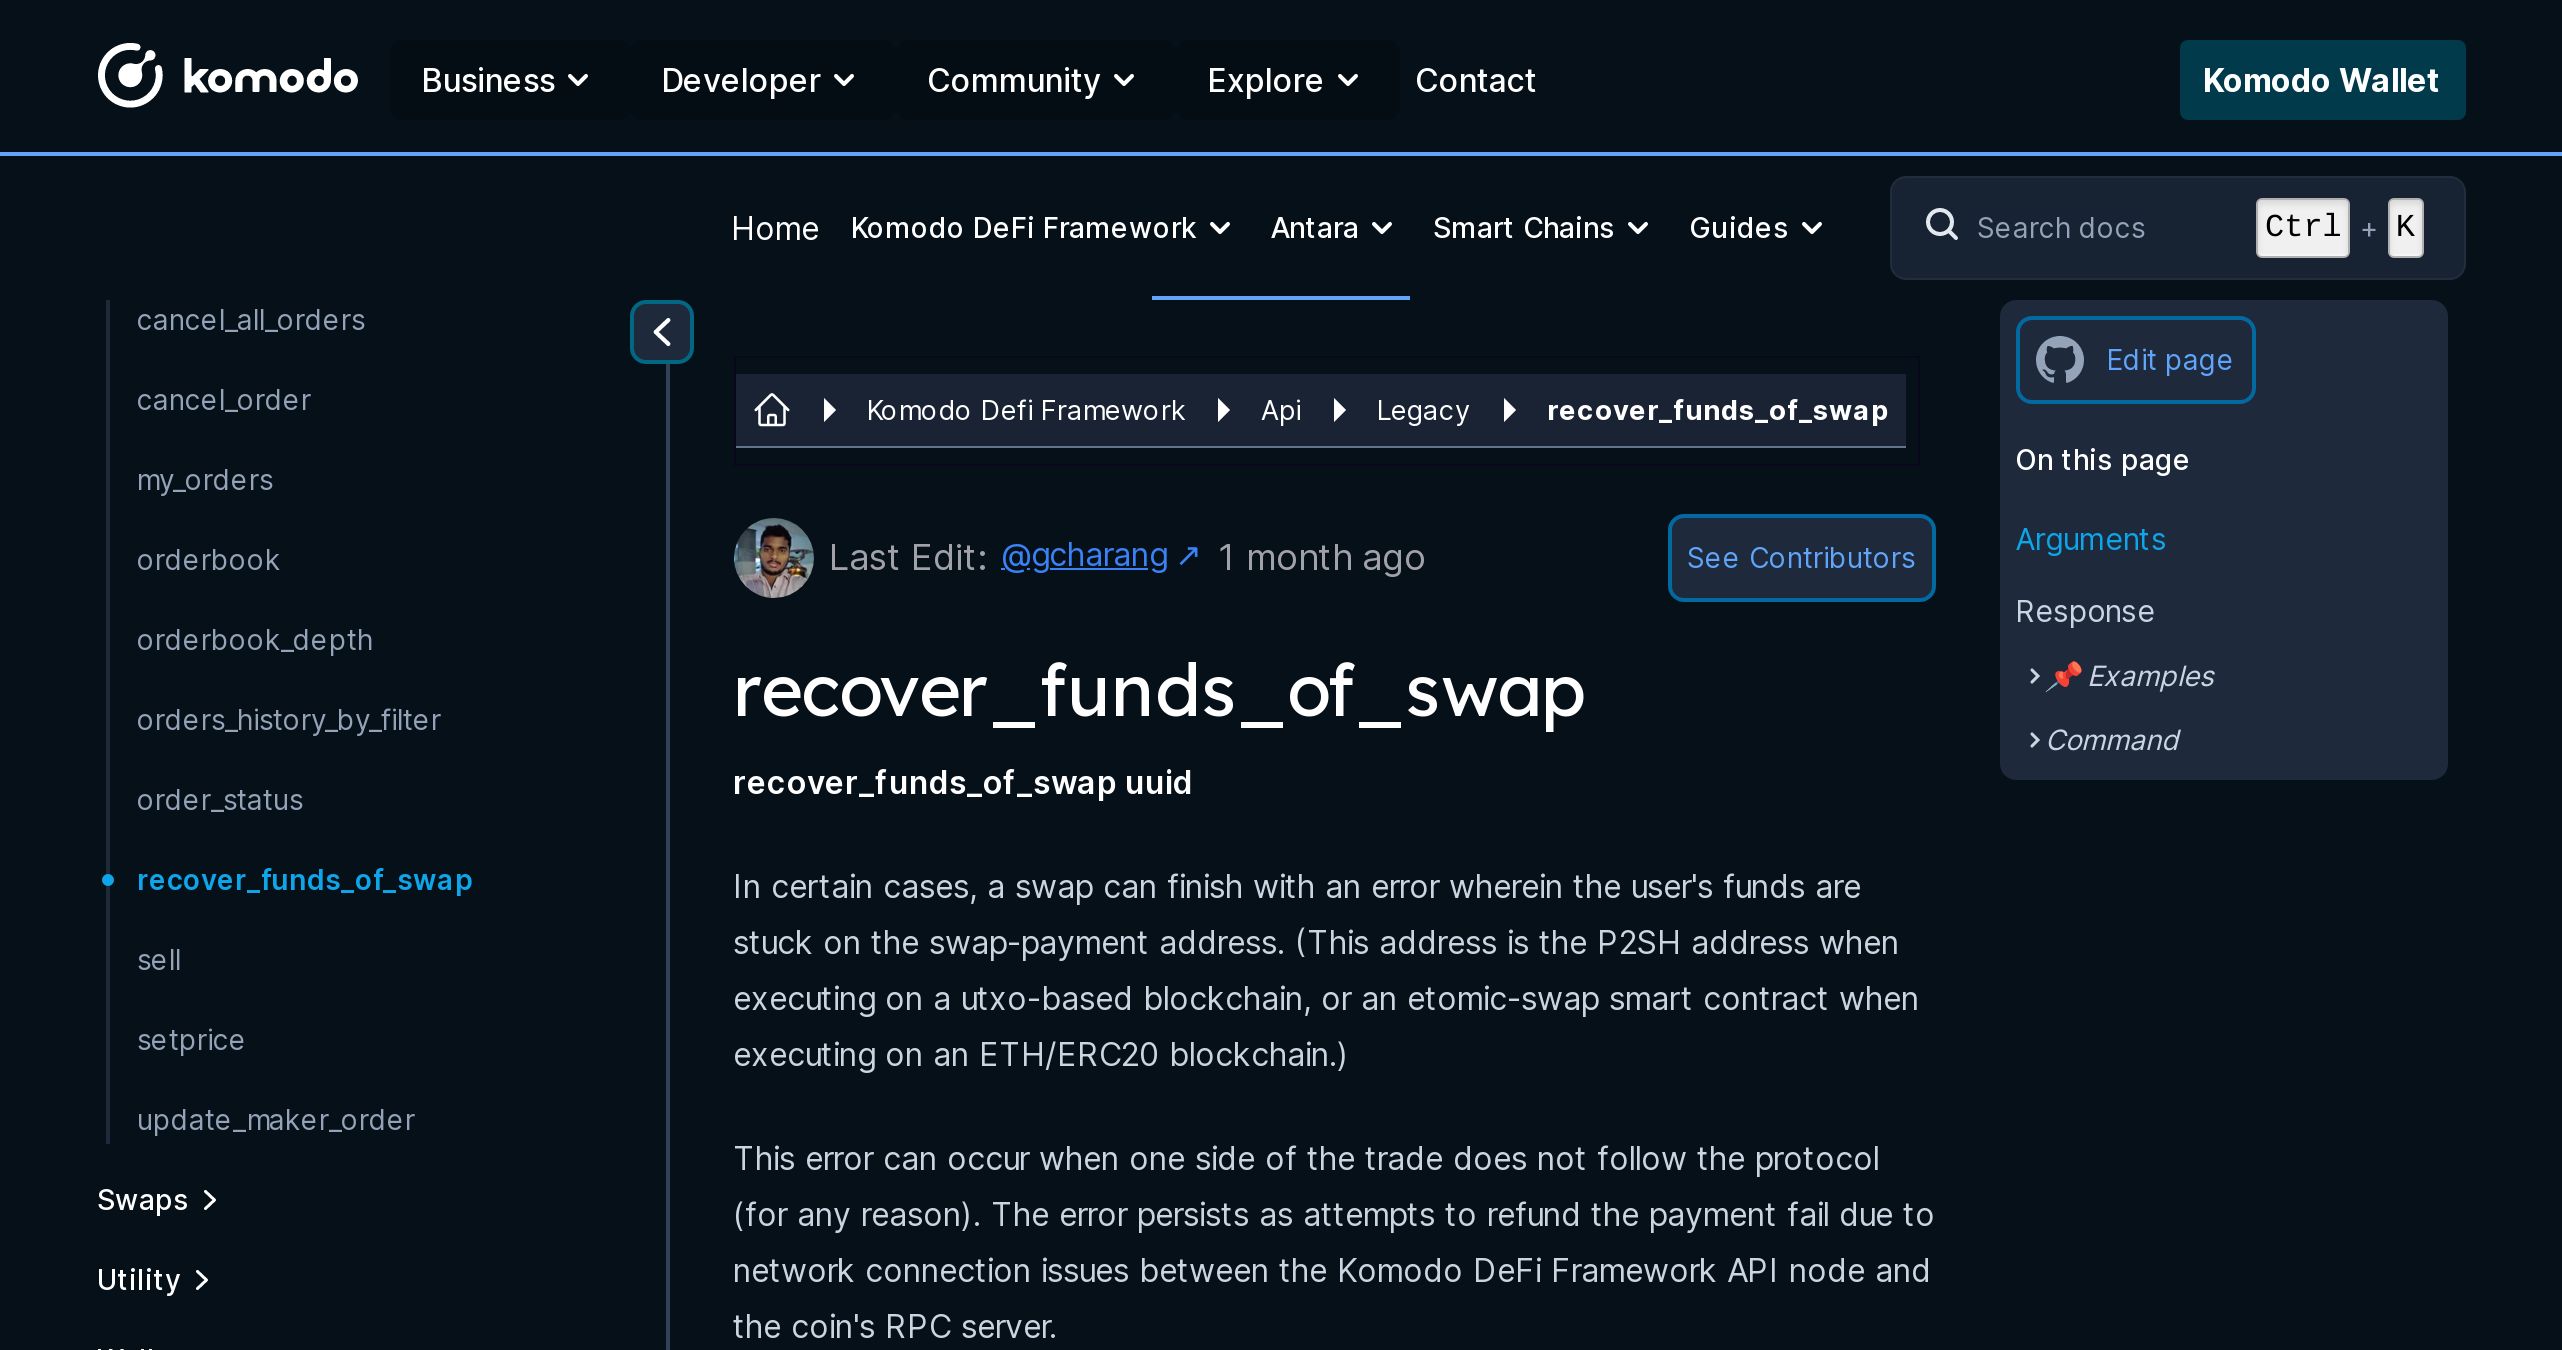 komodo
Business
Developer
Community
Explore
Contact
Komodo Wallet
Home
Komodo DeFi Framework
Antara
Smart Chains
Guides
Search docs
Ctrl + K
cancel_all_orders
cancel_order
my_orders
orderbook
orderbook_depth
orders_history_by_filter
order_status
recover_funds_of_swap
sell
setprice
update_maker_order
Swaps
Utility
Komodo Defi Framework
Api
Legacy
recover_funds_of_swap
Last Edit: @gcharang ↗ 1 month ago
See Contributors
recover_funds_of_swap
recover_funds_of_swap uuid
In certain cases, a swap can finish with an error wherein the user's funds are
stuck on the swap-payment address. (This address is the P2SH address when
executing on a utxo-based blockchain, or an etomic-swap smart contract when
executing on an ETH/ERC20 blockchain.)
This error can occur when one side of the trade does not follow the protocol
(for any reason). The error persists as attempts to refund the payment fail due to
network connection issues between the Komodo DeFi Framework API node and
the coin's RPC server.
Edit page
On this page
Arguments
Response
📌 Examples
Command